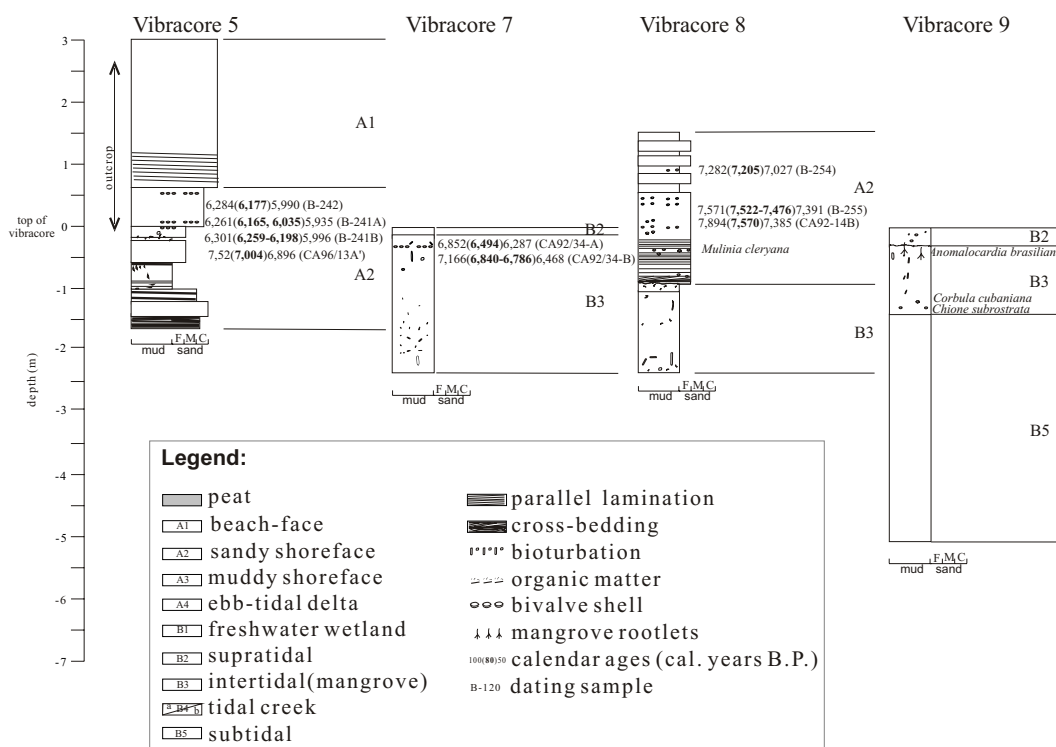 Vibracore 5
Vibracore 7
Vibracore 8
Vibracore 9
3
2
1
0
-1
-2
-3
-4
-5
-6
-7
depth (m)
top of
vibracore
outcrop
A1
6,284(6,177)5,990 (B-242)
6,261(6,165, 6,035)5,935 (B-241A)
6,301(6,259-6,198)5,996 (B-241B)
7,52(7,004)6,896 (CA96/13A')
A2
F M C
mud sand
B2
6,852(6,494)6,287 (CA92/34-A)
7,166(6,840-6,786)6,468 (CA92/34-B)
B3
F M C
mud sand
7,282(7,205)7,027 (B-254)
A2
7,571(7,522-7,476)7,391 (B-255)
7,894(7,570)7,385 (CA92-14B)
Mulinia cleryana
B3
F M C
mud sand
B2
Anomalocardia brasilian
B3
Corbula cubaniana
Chione subrostrata
B5
F M C
mud sand
Legend:
peat
A1 beach-face
A2 sandy shoreface
A3 muddy shoreface
A4 ebb-tidal delta
B1 freshwater wetland
B2 supratidal
B3 intertidal(mangrove)
a B4 b tidal creek
B5 subtidal
parallel lamination
cross-bedding
bioturbation
organic matter
bivalve shell
mangrove rootlets
100(80)50 calendar ages (cal. years B.P.)
B-120 dating sample